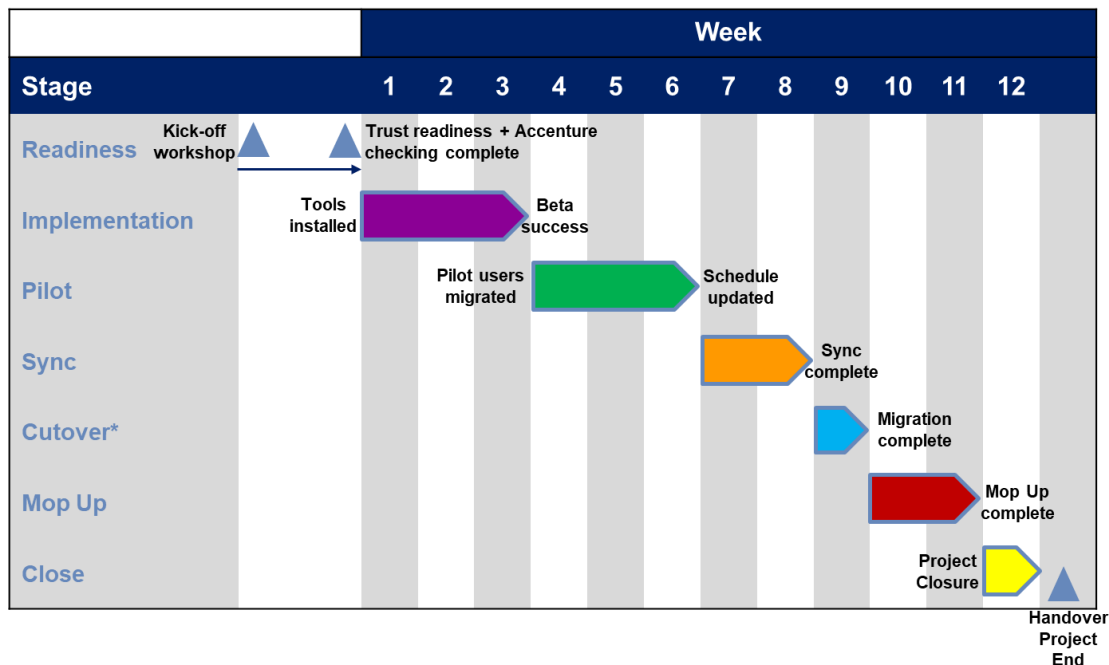 Week
Stage
1 2 3 4 5 6 7 8 9 10 11 12
Readiness
Kick-off
workshop
Trust readiness + Accenture
checking complete
Implementation
Tools
installed
Beta
success
Pilot
Pilot users
migrated
Schedule
updated
Sync
Sync
complete
Cutover*
Migration
complete
Mop Up
Mop Up
complete
Close
Project
Closure
Handover
Project
End